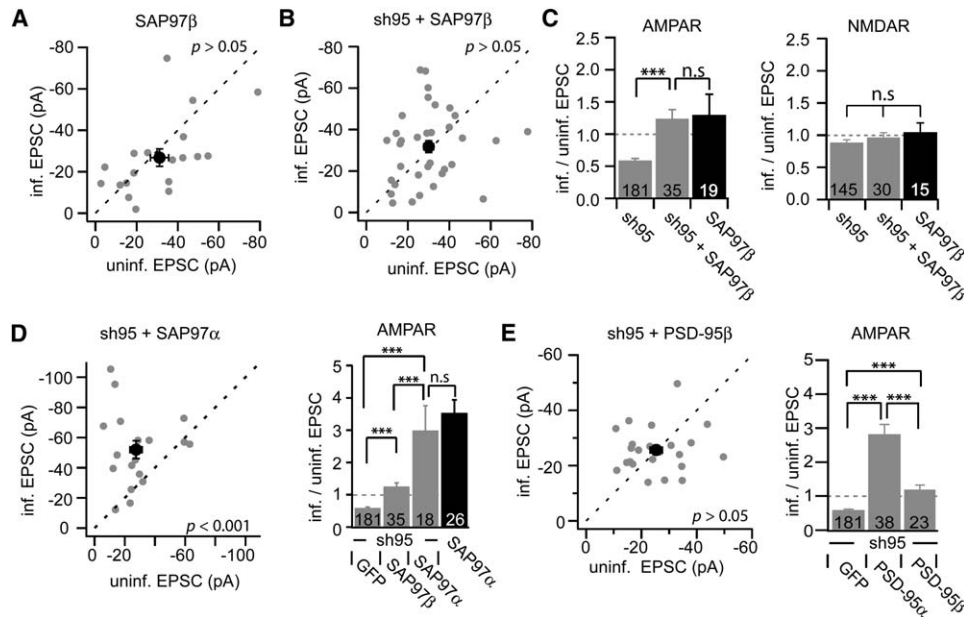 A
SAP97β
p > 0.05
inf. EPSC (pA)
-80
-60
-40
-20
0
0 -20 -40 -60 -80
uninf. EPSC (pA)
B
sh95 + SAP97β
p > 0.05
inf. EPSC (pA)
-80
-60
-40
-20
0
0 -20 -40 -60 -80
uninf. EPSC (pA)
C
AMPAR
inf. / uninf. EPSC
2.5
2.0
1.5
1.0
0.5
0.0
*** n.s
181 35 19
sh95
sh95 + SAP97β
SAP97β
NMDAR
2.5
2.0
1.5
1.0
0.5
0.0
n.s
145 30 15
sh95
sh95 + SAP97β
SAP97β
D
sh95 + SAP97α
inf. EPSC (pA)
-100
-80
-60
-40
-20
0
p < 0.001
0 -20 -60 -100
uninf. EPSC (pA)
AMPAR
inf. / uninf. EPSC
5
4
3
2
1
0
***
*** n.s
***
181 35 18 26
sh95
GFP
SAP97β
SAP97α
SAP97α
E
sh95 + PSD-95β
inf. EPSC (pA)
-60
-40
-20
0
p > 0.05
0 -20 -40 -60
uninf. EPSC (pA)
AMPAR
inf. / uninf. EPSC
5
4
3
2
1
0
***
*** ***
181 38 23
sh95
GFP
PSD-95α
PSD-95β